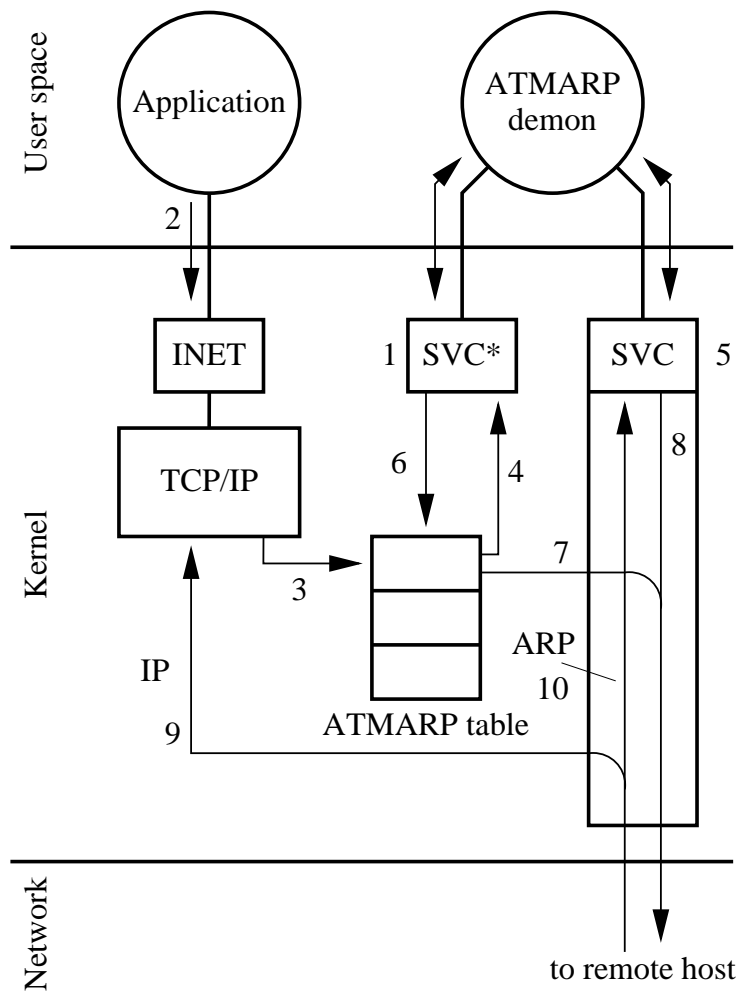 User space
Application
ATMARP
demon
2
INET
1
SVC*
SVC
5
TCP/IP
6
4
8
Kernel
3
7
ARP
10
IP
9
ATMARP table
Network
to remote host